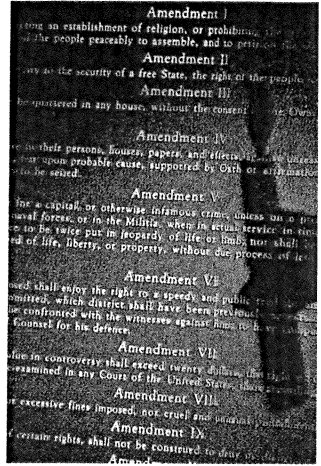 Amendment I
an establishment of religion, or prohibiting
the people peaceably to assemble, and to petition
Amendment II
to the security of a free State, the right of the people
Amendment III
be quartered in any house, without the consent
Amendment IV
in their persons, houses, papers, and effects, against
upon probable cause, supported by Oath or affirmation
to be seized.
Amendment V
a capital, or otherwise infamous crime, unless on a
naval forces, or in the Militia, when in actual service in
to be twice put in jeopardy of life or limb; nor shall
of life, liberty, or property, without due process of
Amendment VI
shall enjoy the right to a speedy and public
committed, which district shall have been previously
be confronted with the witnesses against him; to have
Counsel for his defence.
Amendment VII
in controversy shall exceed twenty dollars, the right
examined in any Court of the United States,
Amendment VIII
excessive fines imposed, nor cruel and unusual
Amendment IX
certain rights, shall not be construed to deny